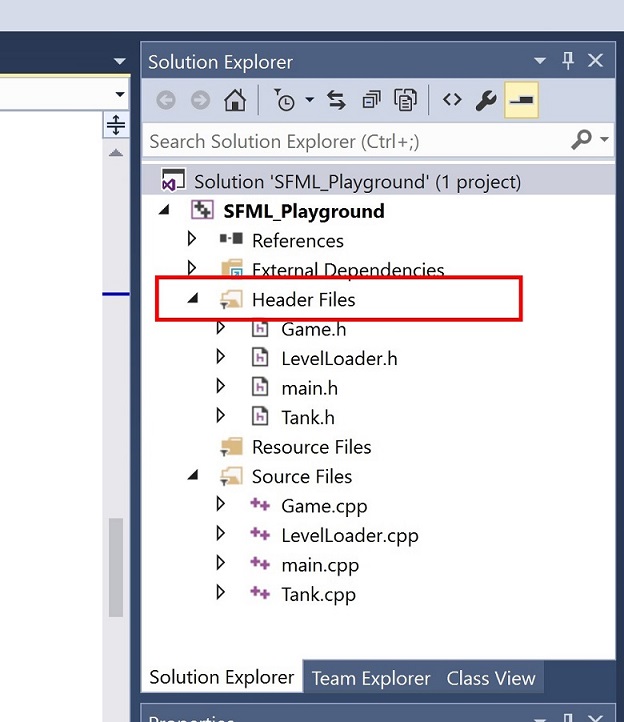 Solution Explorer
Search Solution Explorer (Ctrl+;)
Solution 'SFML_Playground' (1 project)
SFML_Playground
References
External Dependencies
Header Files
Game.h
LevelLoader.h
main.h
Tank.h
Resource Files
Source Files
Game.cpp
LevelLoader.cpp
main.cpp
Tank.cpp
Solution Explorer Team Explorer Class View
Properties